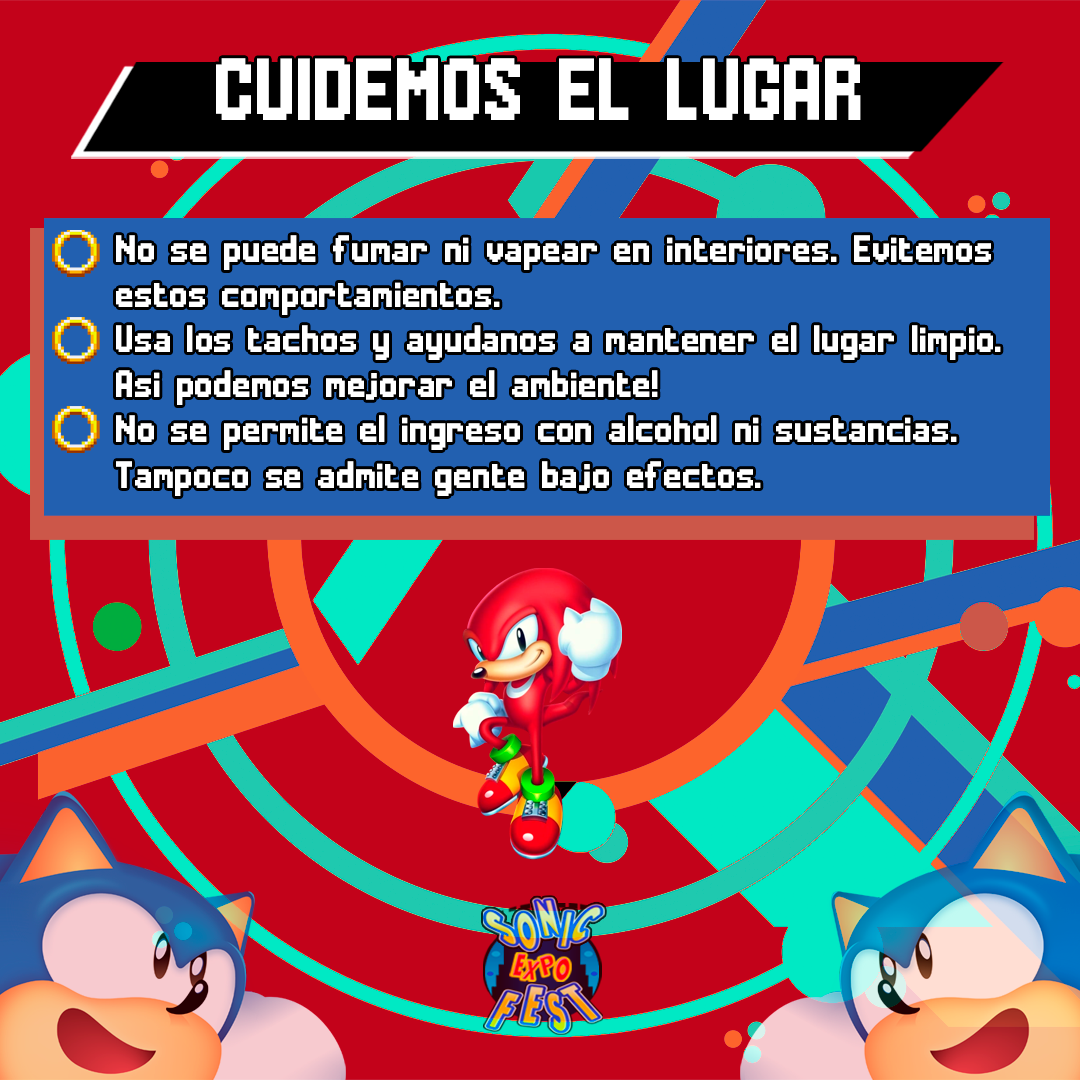 CUIDEMOS EL LUGAR
No se puede fumar ni vapear en interiores. Evitemos
estos comportamientos.
Usa los tachos y ayudanos a mantener el lugar limpio.
Asi podemos mejorar el ambiente!
No se permite el ingreso con alcohol ni sustancias.
Tampoco se admite gente bajo efectos.
SONIC
EXPO
FEST